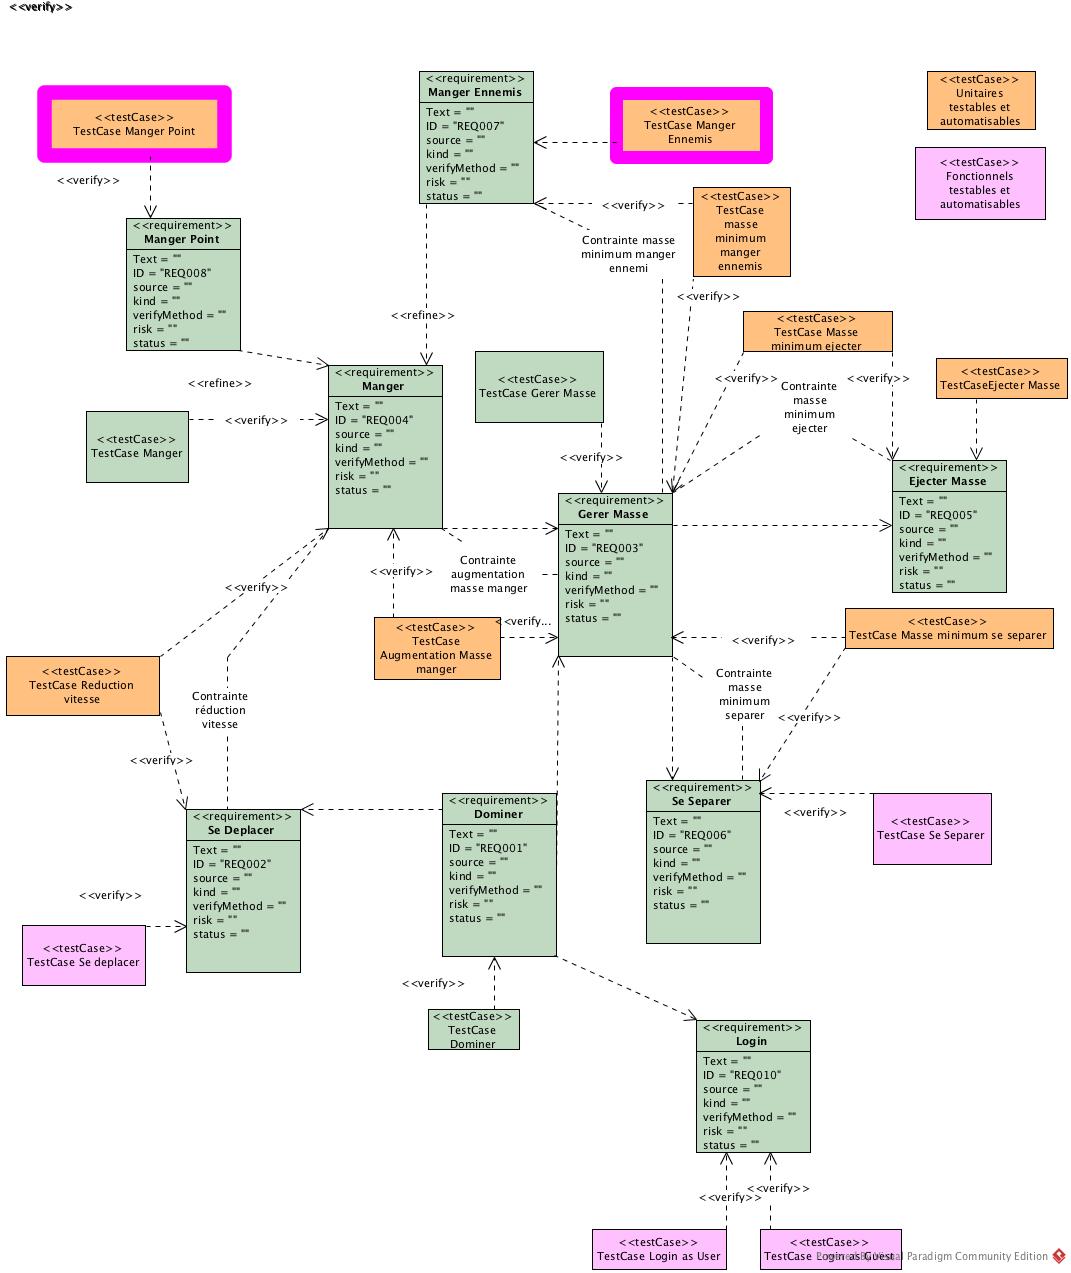 <<verify>>
<<testCase>>
TestCase Manger Point
<<verify>>
<<requirement>>
Manger Point
Text = ""
ID = "REQ008"
source = ""
kind = ""
verifyMethod = ""
risk = ""
status = ""
<<requirement>>
Manger Ennemis
Text = ""
ID = "REQ007"
source = ""
kind = ""
verifyMethod = ""
risk = ""
status = ""
<<testCase>>
TestCase Manger
Ennemis
<<testCase>>
Unitaires
testables et
automatisables
<<testCase>>
Fonctionnels
testables et
automatisables
<<verify>>
<<testCase>>
TestCase
masse
minimum
manger
ennemis
Contrainte masse
minimum manger
ennemi
<<verify>>
<<refine>>
<<testCase>>
TestCase Masse
minimum ejecter
<<verify>>
<<verify>>
Contrainte
masse
minimum
ejecter
<<testCase>>
TestCaseEjecter Masse
<<refine>>
<<requirement>>
Manger
Text = ""
ID = "REQ004"
source = ""
kind = ""
verifyMethod = ""
risk = ""
status = ""
<<testCase>>
TestCase Gerer Masse
<<verify>>
<<testCase>>
TestCase Manger
<<verify>>
<<requirement>>
Gerer Masse
Text = ""
ID = "REQ003"
source = ""
kind = ""
verifyMethod = ""
risk = ""
status = ""
<<requirement>>
Ejecter Masse
Text = ""
ID = "REQ005"
source = ""
kind = ""
verifyMethod = ""
risk = ""
status = ""
Contrainte
augmentation
masse manger
<<verify>>
<<verify>>
<<testCase>>
TestCase
Augmentation Masse
manger
<<verify...
<<verify>>
<<testCase>>
TestCase Masse minimum se separer
<<testCase>>
TestCase Reduction
vitesse
Contrainte
réduction
vitesse
Contrainte
masse
minimum
separer
<<verify>>
<<verify>>
<<requirement>>
Se Deplacer
Text = ""
ID = "REQ002"
source = ""
kind = ""
verifyMethod = ""
risk = ""
status = ""
<<requirement>>
Dominer
Text = ""
ID = "REQ001"
source = ""
kind = ""
verifyMethod = ""
risk = ""
status = ""
<<requirement>>
Se Separer
Text = ""
ID = "REQ006"
source = ""
kind = ""
verifyMethod = ""
risk = ""
status = ""
<<verify>>
<<testCase>>
TestCase Se Separer
<<verify>>
<<testCase>>
TestCase Se deplacer
<<verify>>
<<testCase>>
TestCase
Dominer
<<requirement>>
Login
Text = ""
ID = "REQ010"
source = ""
kind = ""
verifyMethod = ""
risk = ""
status = ""
<<verify>>
<<verify>>
<<testCase>>
TestCase Login as User
<<testCase>>
TestCase Login as Guest
Powered By Visual Paradigm Community Edition